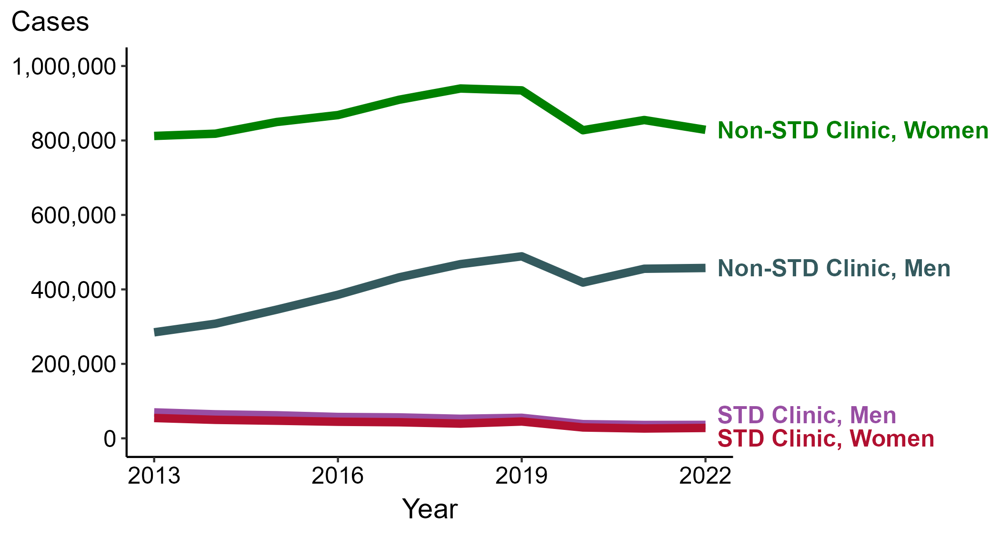 Cases
1,000,000
800,000
600,000
400,000
200,000
0
Non-STD Clinic, Women
Non-STD Clinic, Men
STD Clinic, Men
STD Clinic, Women
2013 2016 2019 2022
Year